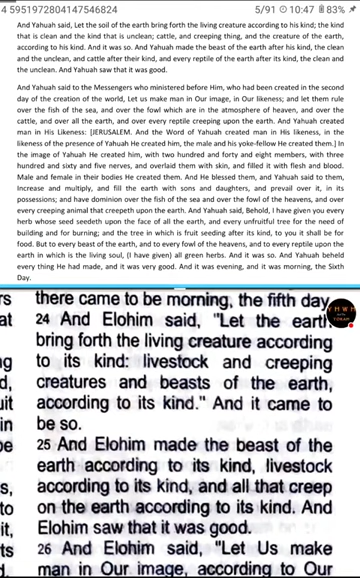 4 5951972804147546824 5/91 10:47 83%
And Yahuah said, Let the soil of the earth bring forth the living creature according to his kind; the kind
that is clean and the kind that is unclean; cattle, and creeping thing, and the creature of the earth,
according to his kind. And it was so. And Yahuah made the beast of the earth after his kind, the clean
and the unclean, and cattle after their kind, and every reptile of the earth after its kind, the clean and
the unclean. And Yahuah saw that it was good.
And Yahuah said to the Messengers who ministered before Him, who had been created in the second
day of the creation of the world, Let us make man in Our Image, in Our Likeness; and let them rule
over the fish of the sea, and over the fowl which are in the atmosphere of heaven, and over the
cattle, and over all the earth, and over every reptile creeping upon the earth. And Yahuah created
man in His Likeness: [JERUSALEM. And the Word of Yahuah created man in His likeness, in the
likeness of the presence of Yahuah He created him, the male and his yoke-fellow He created them.] In
the image of Yahuah He created him, with two hundred and forty and eight members, with three
hundred and sixty and five nerves, and overlaid them with skin, and filled it with flesh and blood.
Male and female in their bodies He created them. And He blessed them, and Yahuah said to them,
Increase and multiply, and fill the earth with sons and daughters, and prevail over it, in its
possessions; and have dominion over the fish of the sea and over the fowl of the heavens, and over
every creeping animal that creepeth upon the earth. And Yahuah said, Behold, I have given you every
herb whose seed seedeth upon the face of all the earth, and every unfruitful tree for the need of
building and for burning; and the tree in which is fruit seeding after its kind, to you it shall be for
food. But to every beast of the earth, and to every fowl of the heavens, and to every reptile upon the
earth in which is the living soul, (I have given) all green herbs. And it was so. And Yahuah beheld
every thing He had made, and it was very good. And it was evening, and it was morning, the Sixth
Day.
rs there came to be morning, the fifth day
at 24 And Elohim said, "Let the earth
bring forth the living creature according
ng to its kind: livestock and creeping
d, creatures and beasts of the earth,
uit according to its kind." And it came to
in be so.
be 25 And Elohim made the beast of the
earth according to its kind, livestock
s, according to its kind, and all that creep
to on the earth according to its kind. And
it, Elohim saw that it was good.
ts 26 And Elohim said, "Let Us make
d. man in Our image, according to Our